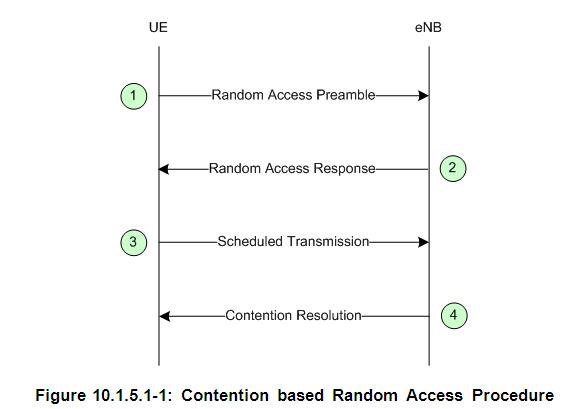 UE eNB
1 Random Access Preamble
Random Access Response 2
3 Scheduled Transmission
Contention Resolution 4
Figure 10.1.5.1-1: Contention based Random Access Procedure